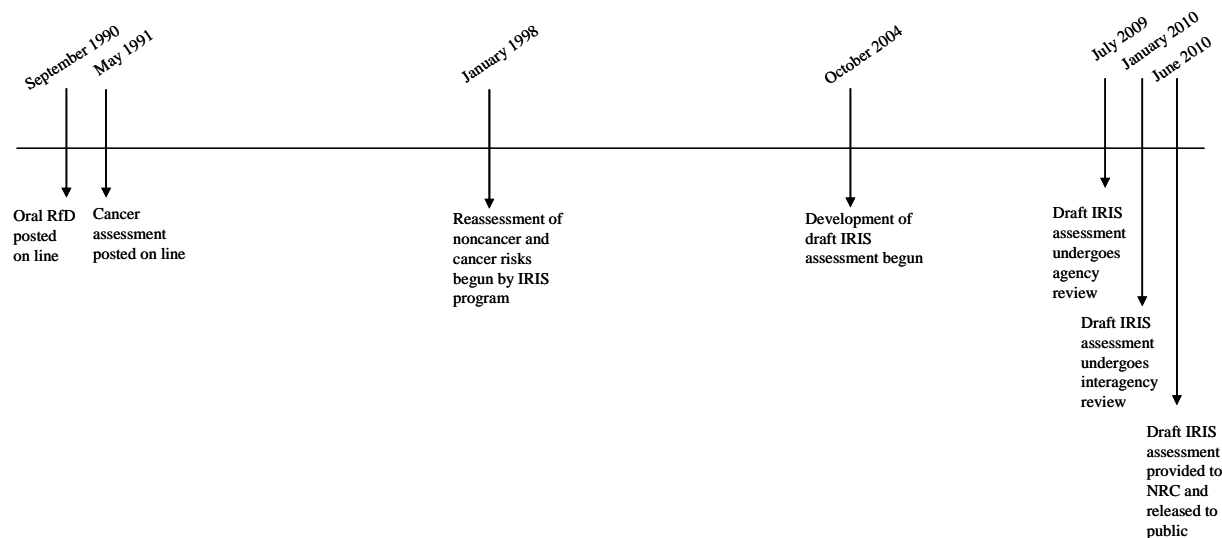 September 1990
May 1991
January 1998
October 2004
July 2009
January 2010
June 2010
Oral RfD
posted
on line
Cancer
assessment
posted on line
Reassessment of
noncancer and
cancer risks
begun by IRIS
program
Development of
draft IRIS
assessment begun
Draft IRIS
assessment
undergoes
agency
review
Draft IRIS
assessment
undergoes
interagency
review
Draft IRIS
assessment
provided to
NRC and
released to
public